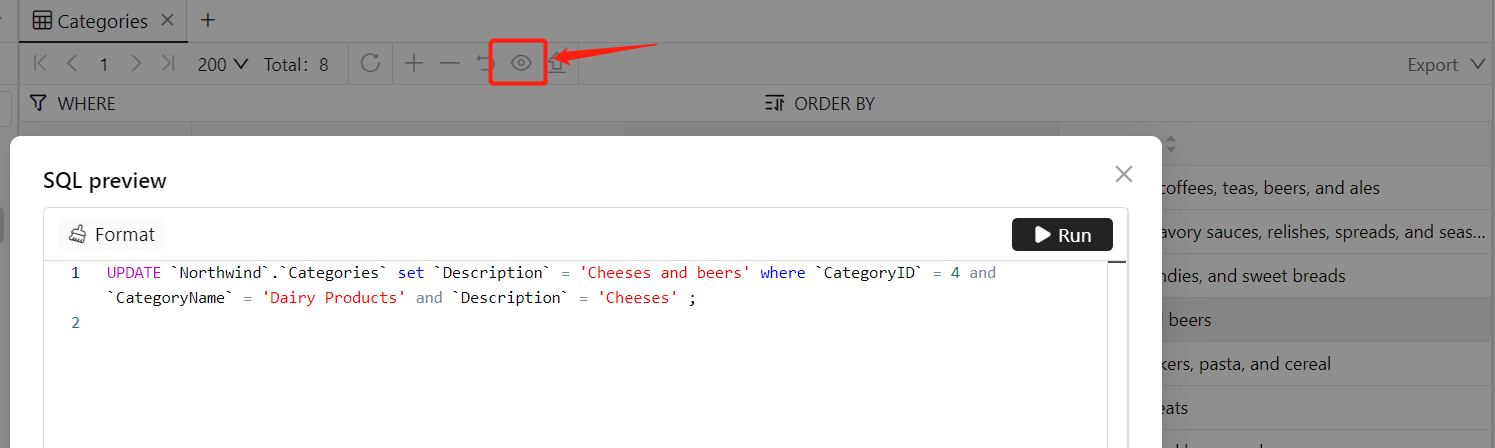 Categories
1 200 Total: 8 Export
WHERE ORDER BY
SQL preview
Format Run
1 UPDATE `Northwind`.`Categories` set `Description` = 'Cheeses and beers' where `CategoryID` = 4 and
`CategoryName` = 'Dairy Products' and `Description` = 'Cheeses' ;
2
coffees, teas, beers, and ales
avory sauces, relishes, spreads, and seas...
ndies, and sweet breads
beers
kers, pasta, and cereal
eats